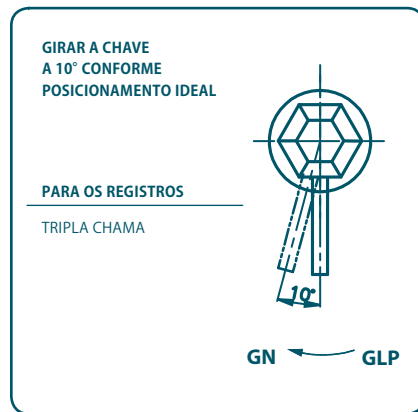 GIRAR A CHAVE
A 10° CONFORME
POSICIONAMENTO IDEAL
PARA OS REGISTROS
TRIPLA CHAMA
10°
GN GLP